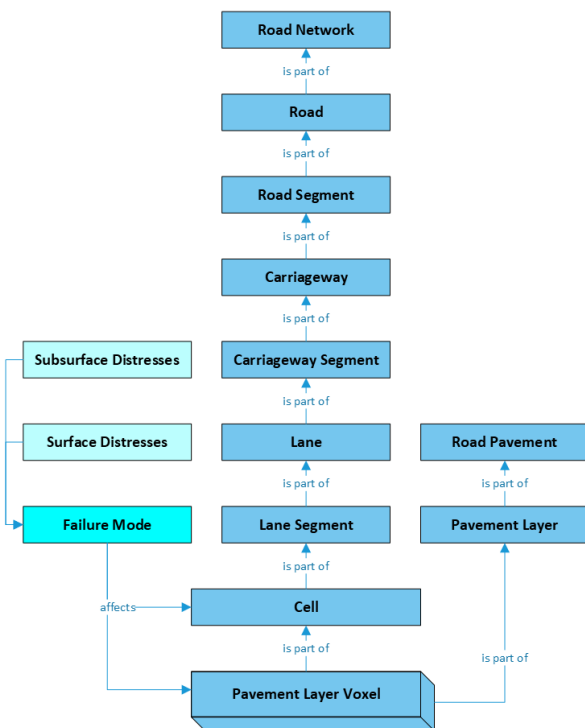 Road Network
is part of
Road
is part of
Road Segment
is part of
Carriageway
is part of
Subsurface Distresses
Carriageway Segment
is part of
Surface Distresses
Lane
Road Pavement
is part of
is part of
Failure Mode
Lane Segment
Pavement Layer
is part of
affects
Cell
is part of
is part of
Pavement Layer Voxel